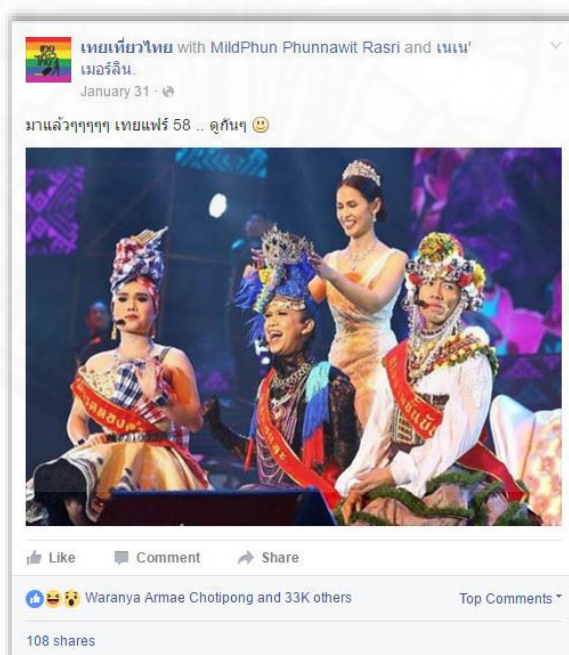 เทยเที่ยวไทย with MildPhun Phunnawit Rasri and เนเน'
เมอร์ลิน.
January 31
มาแล้วๆๆๆๆๆ เทยแฟร์ 58 .. ดูกันๆ
Like Comment Share
Waranya Armae Chotipong and 33K others Top Comments
108 shares